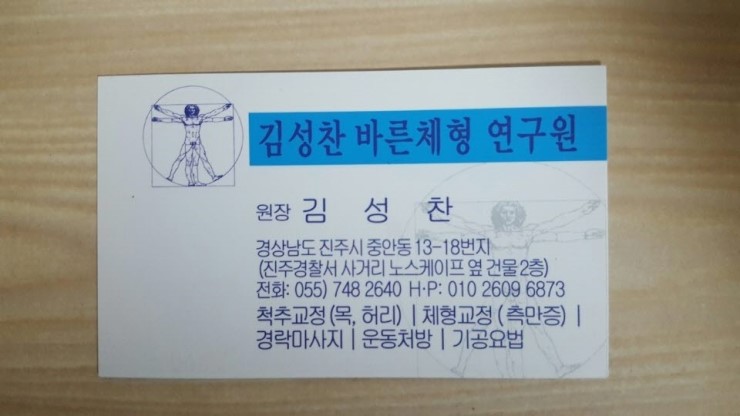 김성찬 바른체형 연구원
원장 김 성 찬
경상남도 진주시 중안동 13-18번지
(진주경찰서 사거리 노스케이프 옆 건물 2층)
전화: 055) 748 2640 H·P: 010 2609 6873
척추교정 (목, 허리) | 체형교정 ( 측만증) |
경락마사지 | 운동처방 | 기공요법